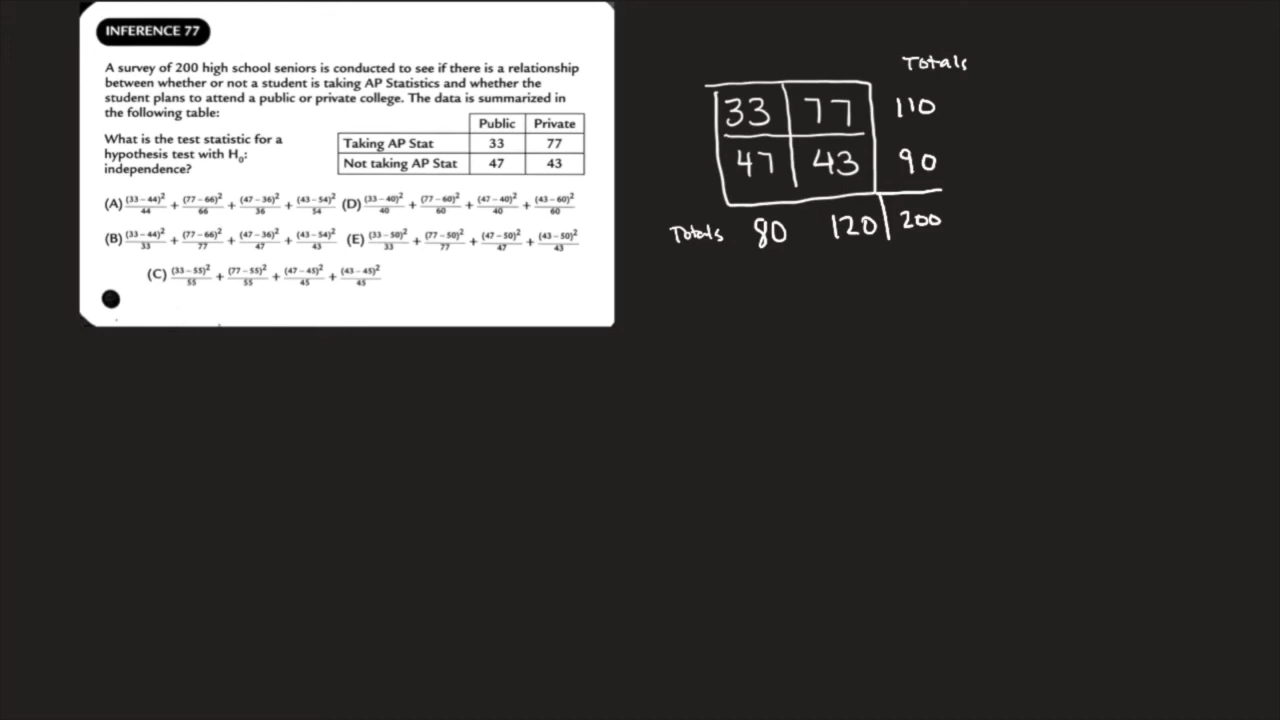 INFERENCE 77
A survey of 200 high school seniors is conducted to see if there is a relationship
between whether or not a student is taking AP Statistics and whether the
student plans to attend a public or private college. The data is summarized in
the following table:
What is the test statistic for a
hypothesis test with H₀:
independence?
Public Private
Taking AP Stat 33 77
Not taking AP Stat 47 43
(A) (33 – 44)²/44 + (77 – 66)²/66 + (47 – 36)²/36 + (43 – 54)²/54
(D) (33 – 40)²/40 + (77 – 60)²/60 + (47 – 40)²/40 + (43 – 60)²/60
(B) (33 – 44)²/33 + (77 – 66)²/77 + (47 – 36)²/47 + (43 – 54)²/43
(E) (33 – 50)²/33 + (77 – 50)²/77 + (47 – 50)²/47 + (43 – 50)²/43
(C) (33 – 55)²/55 + (77 – 55)²/55 + (47 – 45)²/45 + (43 – 45)²/45
Totals
33 77 110
47 43 90
Totals 80 120 200